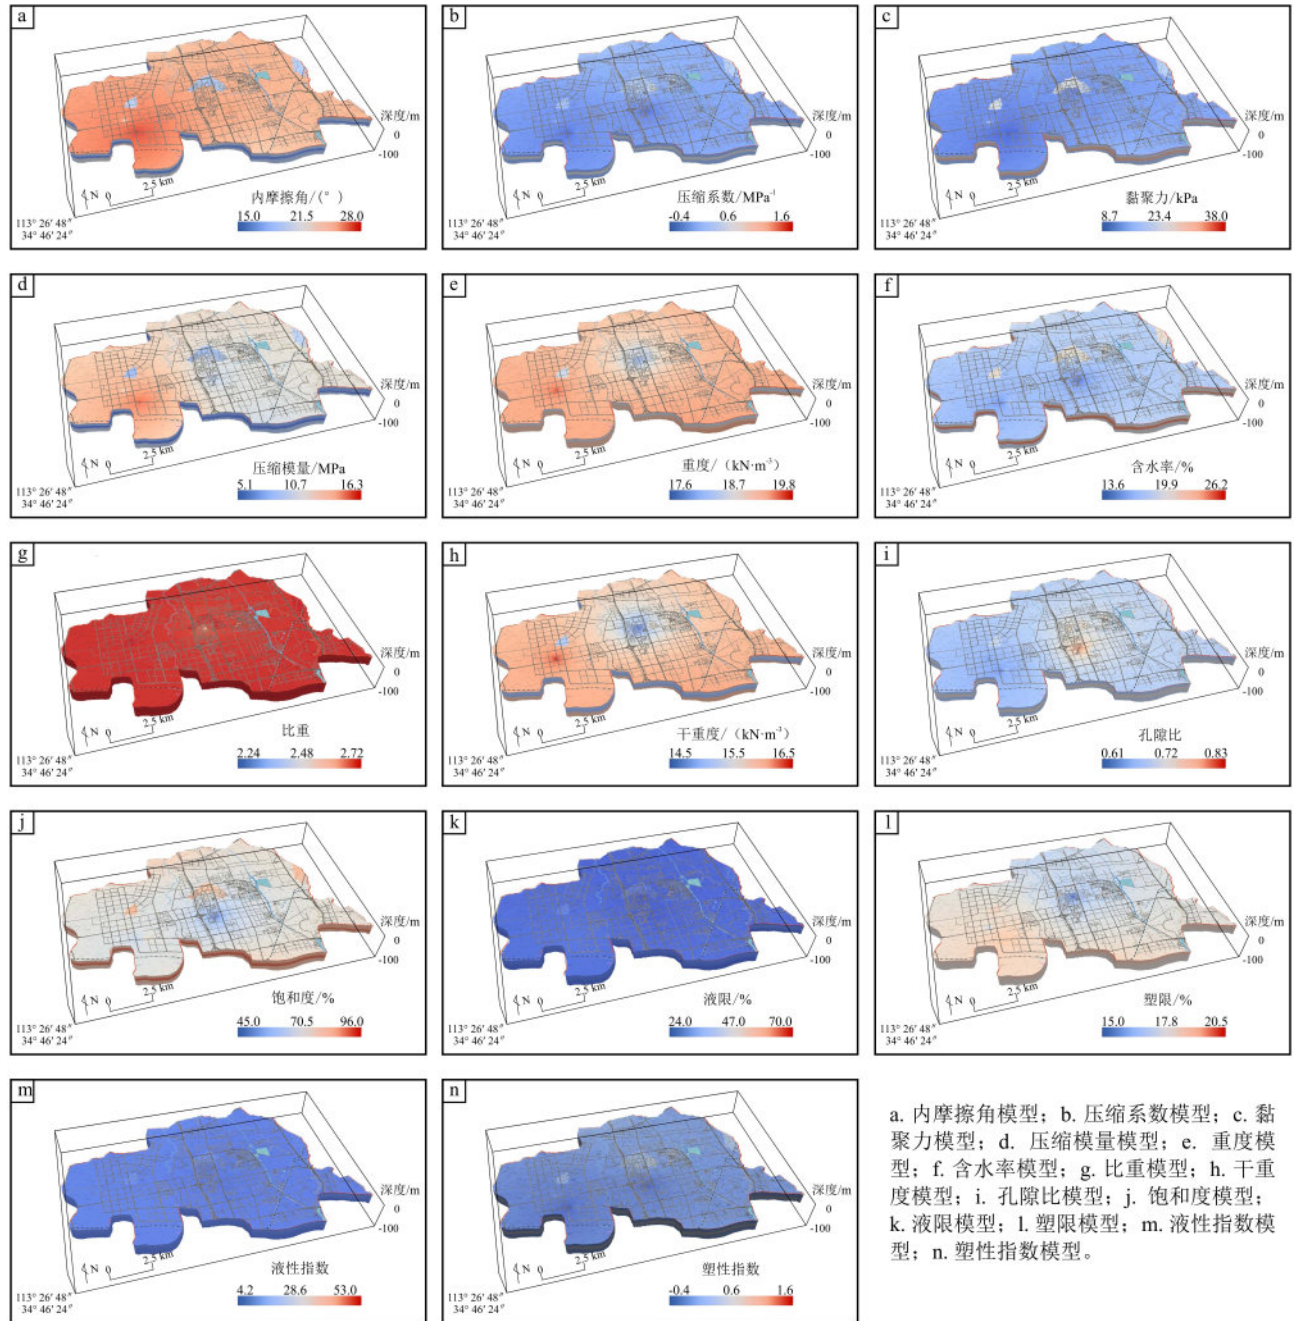 a
深度/m
0
-100
N
0
2.5 km
内摩擦角/(°)
15.0 21.5 28.0
113° 26′ 48″
34° 46′ 24″
b
深度/m
0
-100
N
0
2.5 km
压缩系数/MPa⁻¹
-0.4 0.6 1.6
113° 26′ 48″
34° 46′ 24″
c
深度/m
0
-100
N
0
2.5 km
黏聚力/kPa
8.7 23.4 38.0
113° 26′ 48″
34° 46′ 24″
d
深度/m
0
-100
N
0
2.5 km
压缩模量/MPa
5.1 10.7 16.3
113° 26′ 48″
34° 46′ 24″
e
深度/m
0
-100
N
0
2.5 km
重度/（kN·m⁻³）
17.6 18.7 19.8
113° 26′ 48″
34° 46′ 24″
f
深度/m
0
-100
N
0
2.5 km
含水率/%
13.6 19.9 26.2
113° 26′ 48″
34° 46′ 24″
g
深度/m
0
-100
N
0
2.5 km
比重
2.24 2.48 2.72
113° 26′ 48″
34° 46′ 24″
h
深度/m
0
-100
N
0
2.5 km
干重度/（kN·m⁻³）
14.5 15.5 16.5
113° 26′ 48″
34° 46′ 24″
i
深度/m
0
-100
N
0
2.5 km
孔隙比
0.61 0.72 0.83
113° 26′ 48″
34° 46′ 24″
j
深度/m
0
-100
N
0
2.5 km
饱和度/%
45.0 70.5 96.0
113° 26′ 48″
34° 46′ 24″
k
深度/m
0
-100
N
0
2.5 km
液限/%
24.0 47.0 70.0
113° 26′ 48″
34° 46′ 24″
l
深度/m
0
-100
N
0
2.5 km
塑限/%
15.0 17.8 20.5
113° 26′ 48″
34° 46′ 24″
m
深度/m
0
-100
N
0
2.5 km
液性指数
4.2 28.6 53.0
113° 26′ 48″
34° 46′ 24″
n
深度/m
0
-100
N
0
2.5 km
塑性指数
-0.4 0.6 1.6
113° 26′ 48″
34° 46′ 24″
a. 内摩擦角模型；b. 压缩系数模型；c. 黏
聚力模型；d. 压缩模量模型；e. 重度模
型；f. 含水率模型；g. 比重模型；h. 干重
度模型；i. 孔隙比模型；j. 饱和度模型；
k. 液限模型；l. 塑限模型；m. 液性指数模
型；n. 塑性指数模型。